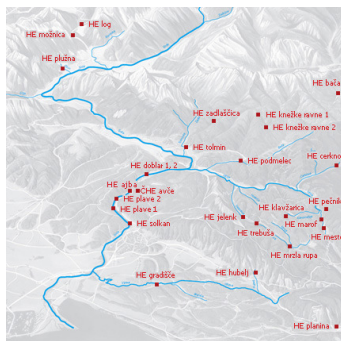 HE log
HE možnica
HE plužna
HE bača
HE zadlaščica
HE knežke ravne 1
HE knežke ravne 2
HE tolmin
HE podmelec
HE cerkno
HE doblar 1, 2
HE ajba
ČHE avče
HE plave 2
HE plave 1
HE solkan
HE jelenk
HE klavžarica
HE pečnik
HE trebuša
HE marof
HE mesto
HE mrzla rupa
HE gradišče
HE hubelj
HE planina